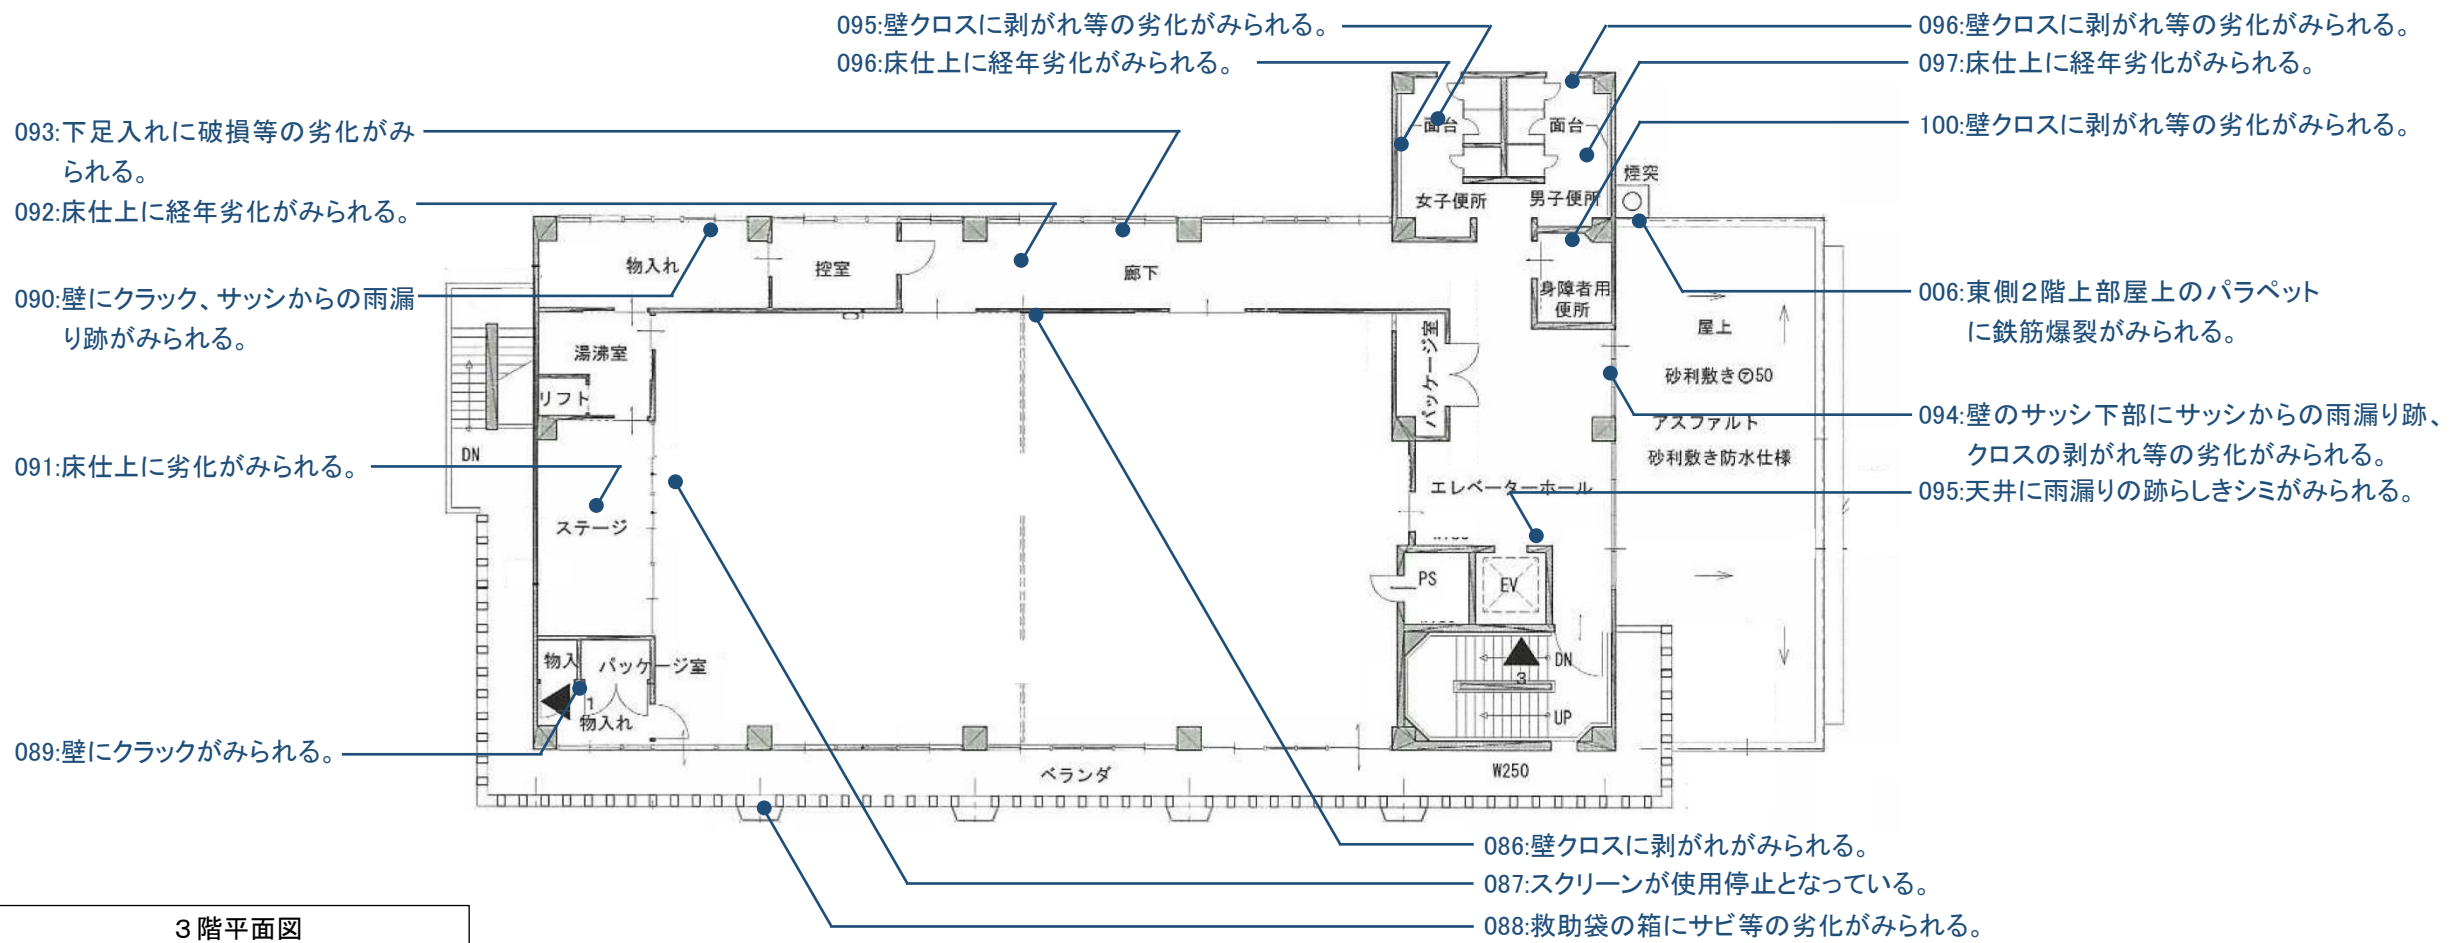 095:壁クロスに剥がれ等の劣化がみられる。
096:床仕上に経年劣化がみられる。
096:壁クロスに剥がれ等の劣化がみられる。
097:床仕上に経年劣化がみられる。
100:壁クロスに剥がれ等の劣化がみられる。
093:下足入れに破損等の劣化がみ
られる。
092:床仕上に経年劣化がみられる。
090:壁にクラック、サッシからの雨漏
り跡がみられる。
091:床仕上に劣化がみられる。
089:壁にクラックがみられる。
面台
面台
女子便所
男子便所
煙突
物入れ
控室
廊下
身障者用
便所
湯沸室
リフト
パッケージ室
屋上
砂利敷き㋐50
アスファルト
砂利敷き防水仕様
006:東側2階上部屋上のパラペット
に鉄筋爆裂がみられる。
094:壁のサッシ下部にサッシからの雨漏り跡、
クロスの剥がれ等の劣化がみられる。
095:天井に雨漏りの跡らしきシミがみられる。
DN
ステージ
エレベーターホール
PS
EV
物入
パッケージ室
1
物入れ
DN
3
UP
ベランダ
W250
086:壁クロスに剥がれがみられる。
087:スクリーンが使用停止となっている。
088:救助袋の箱にサビ等の劣化がみられる。
3階平面図